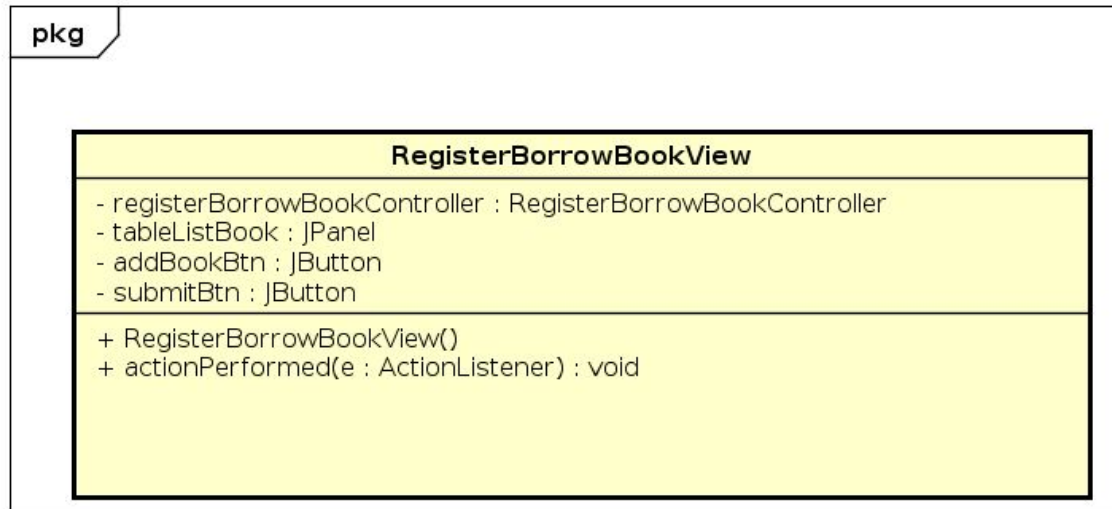 pkg
RegisterBorrowBookView
- registerBorrowBookController : RegisterBorrowBookController
- tableListBook : JPanel
- addBookBtn : JButton
- submitBtn : JButton
+ RegisterBorrowBookView()
+ actionPerformed(e : ActionListener) : void